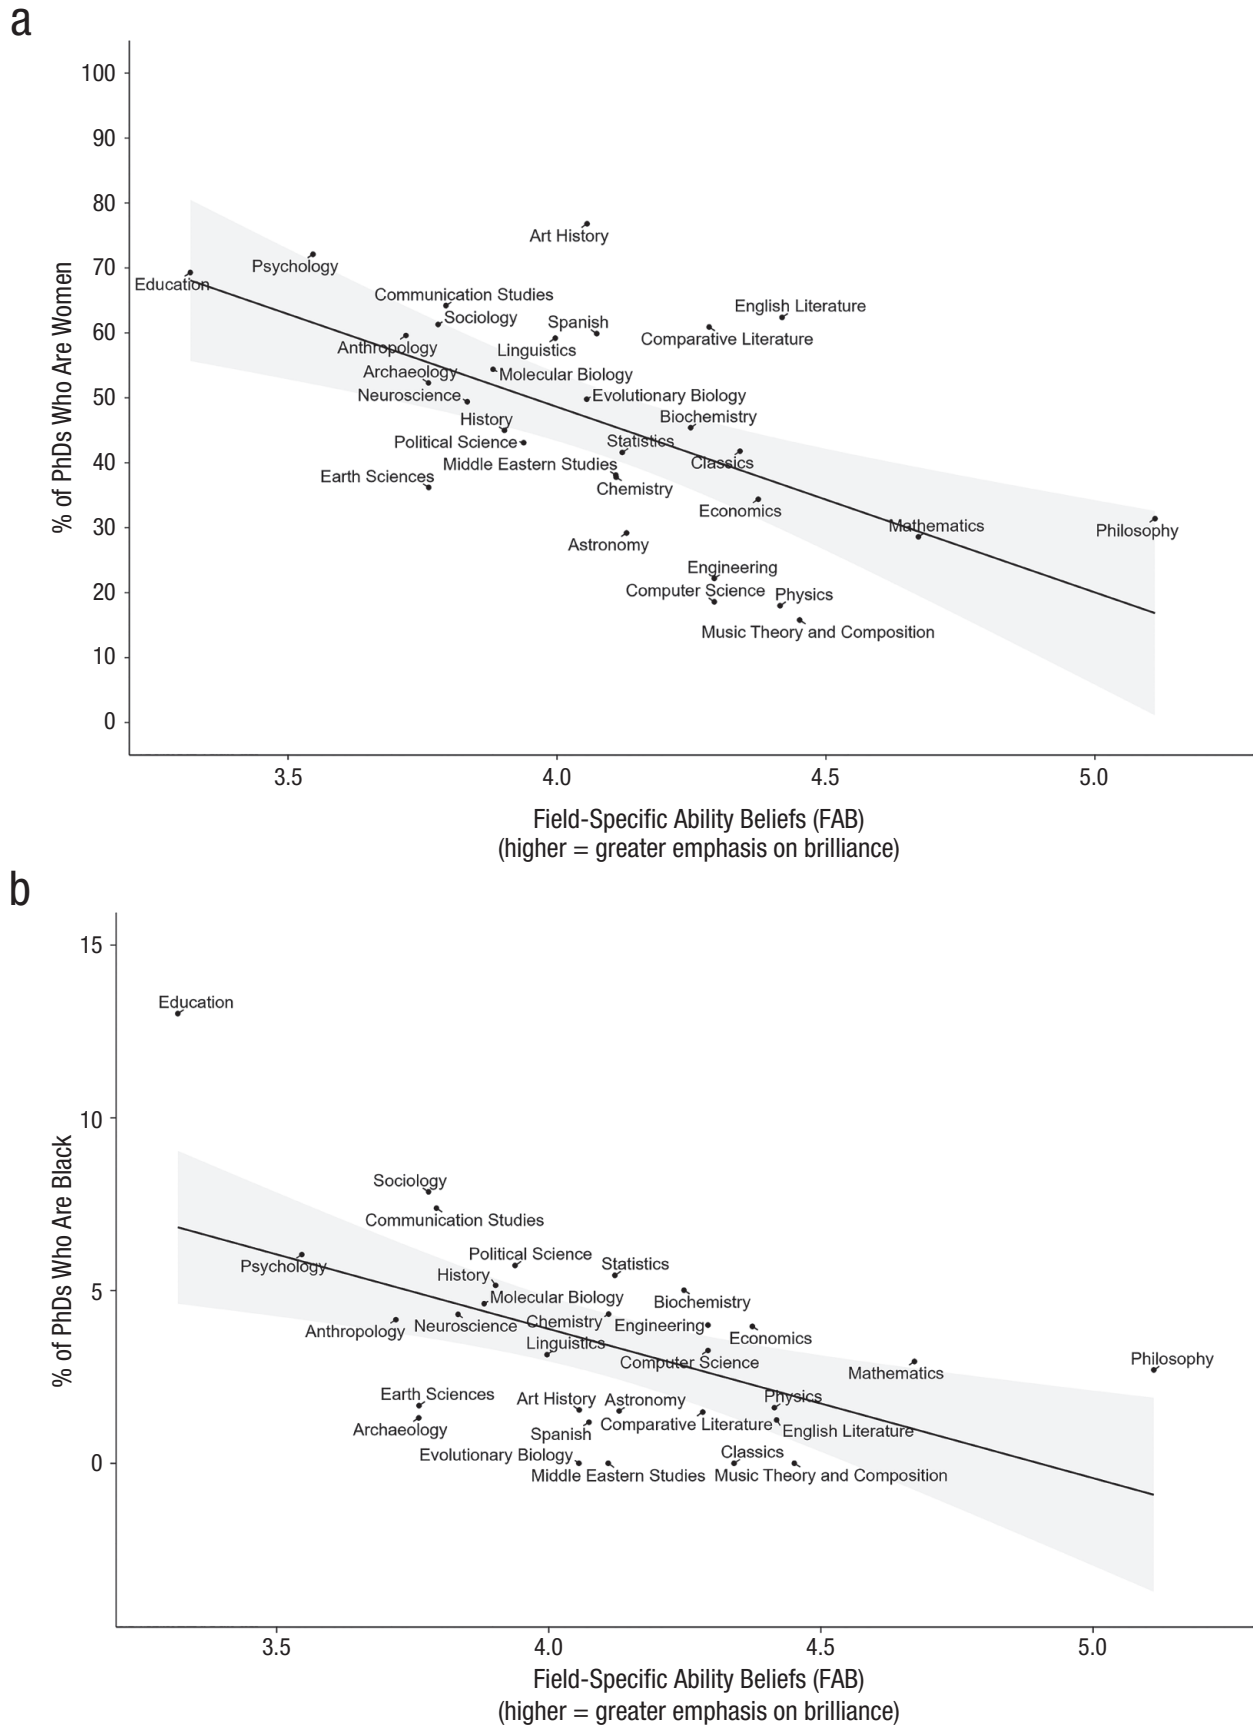 a
100
90
80
70
60
50
40
30
20
10
0
% of PhDs Who Are Women
Art History
Psychology
Education
Communication Studies
English Literature
Sociology
Spanish
Comparative Literature
Anthropology
Linguistics
Archaeology
Molecular Biology
Neuroscience
Evolutionary Biology
History
Biochemistry
Political Science
Statistics
Middle Eastern Studies
Classics
Earth Sciences
Chemistry
Economics
Mathematics
Philosophy
Astronomy
Engineering
Computer Science
Physics
Music Theory and Composition
3.5
4.0
4.5
5.0
Field-Specific Ability Beliefs (FAB)
(higher = greater emphasis on brilliance)
b
15
10
5
0
% of PhDs Who Are Black
Education
Sociology
Communication Studies
Political Science
Psychology
Statistics
History
Molecular Biology
Biochemistry
Anthropology
Neuroscience
Chemistry
Engineering
Economics
Linguistics
Computer Science
Philosophy
Mathematics
Earth Sciences
Art History
Astronomy
Physics
Archaeology
Spanish
Comparative Literature
English Literature
Evolutionary Biology
Classics
Middle Eastern Studies
Music Theory and Composition
3.5
4.0
4.5
5.0
Field-Specific Ability Beliefs (FAB)
(higher = greater emphasis on brilliance)